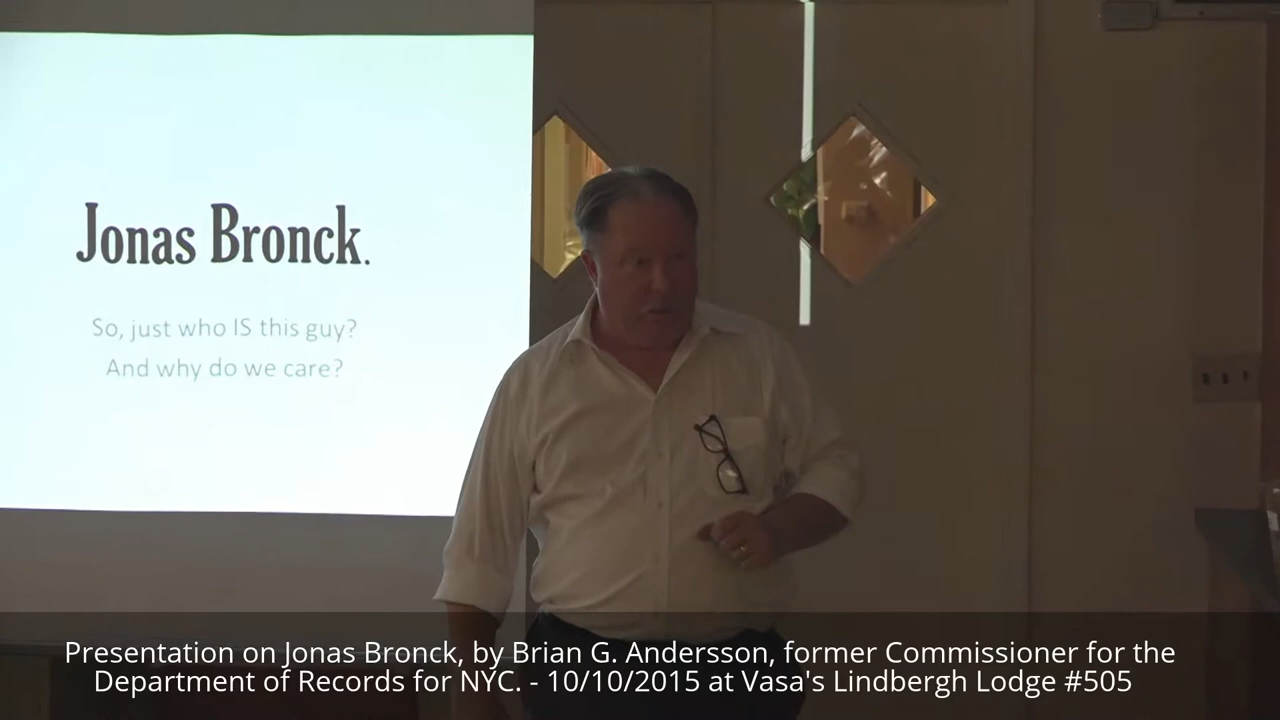 Jonas Bronck.
So, just who IS this guy?
And why do we care?
Presentation on Jonas Bronck, by Brian G. Andersson, former Commissioner for the
Department of Records for NYC. - 10/10/2015 at Vasa's Lindbergh Lodge #505